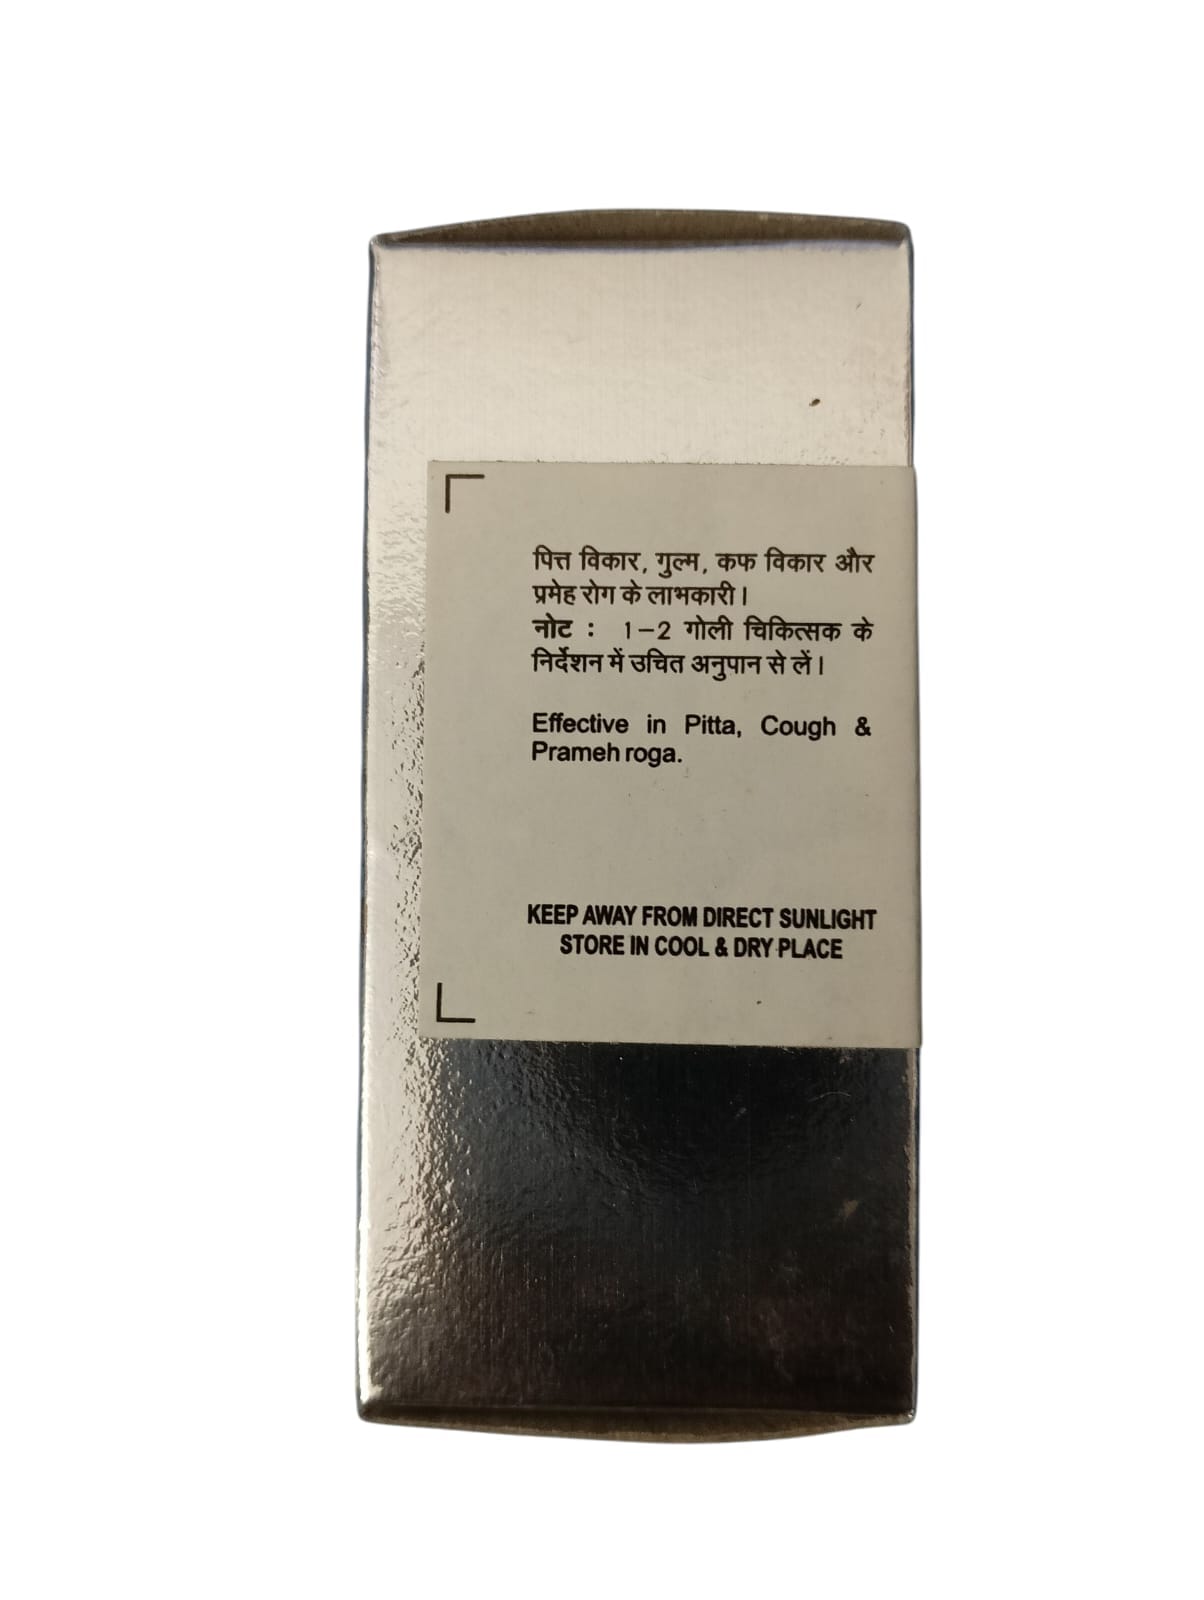 पित्त विकार, गुल्म, कफ विकार और
प्रमेह रोग के लाभकारी।
नोट : 1-2 गोली चिकित्सक के
निर्देशन में उचित अनुपान से लें।
Effective in Pitta, Cough &
Prameh roga.
KEEP AWAY FROM DIRECT SUNLIGHT
STORE IN COOL & DRY PLACE